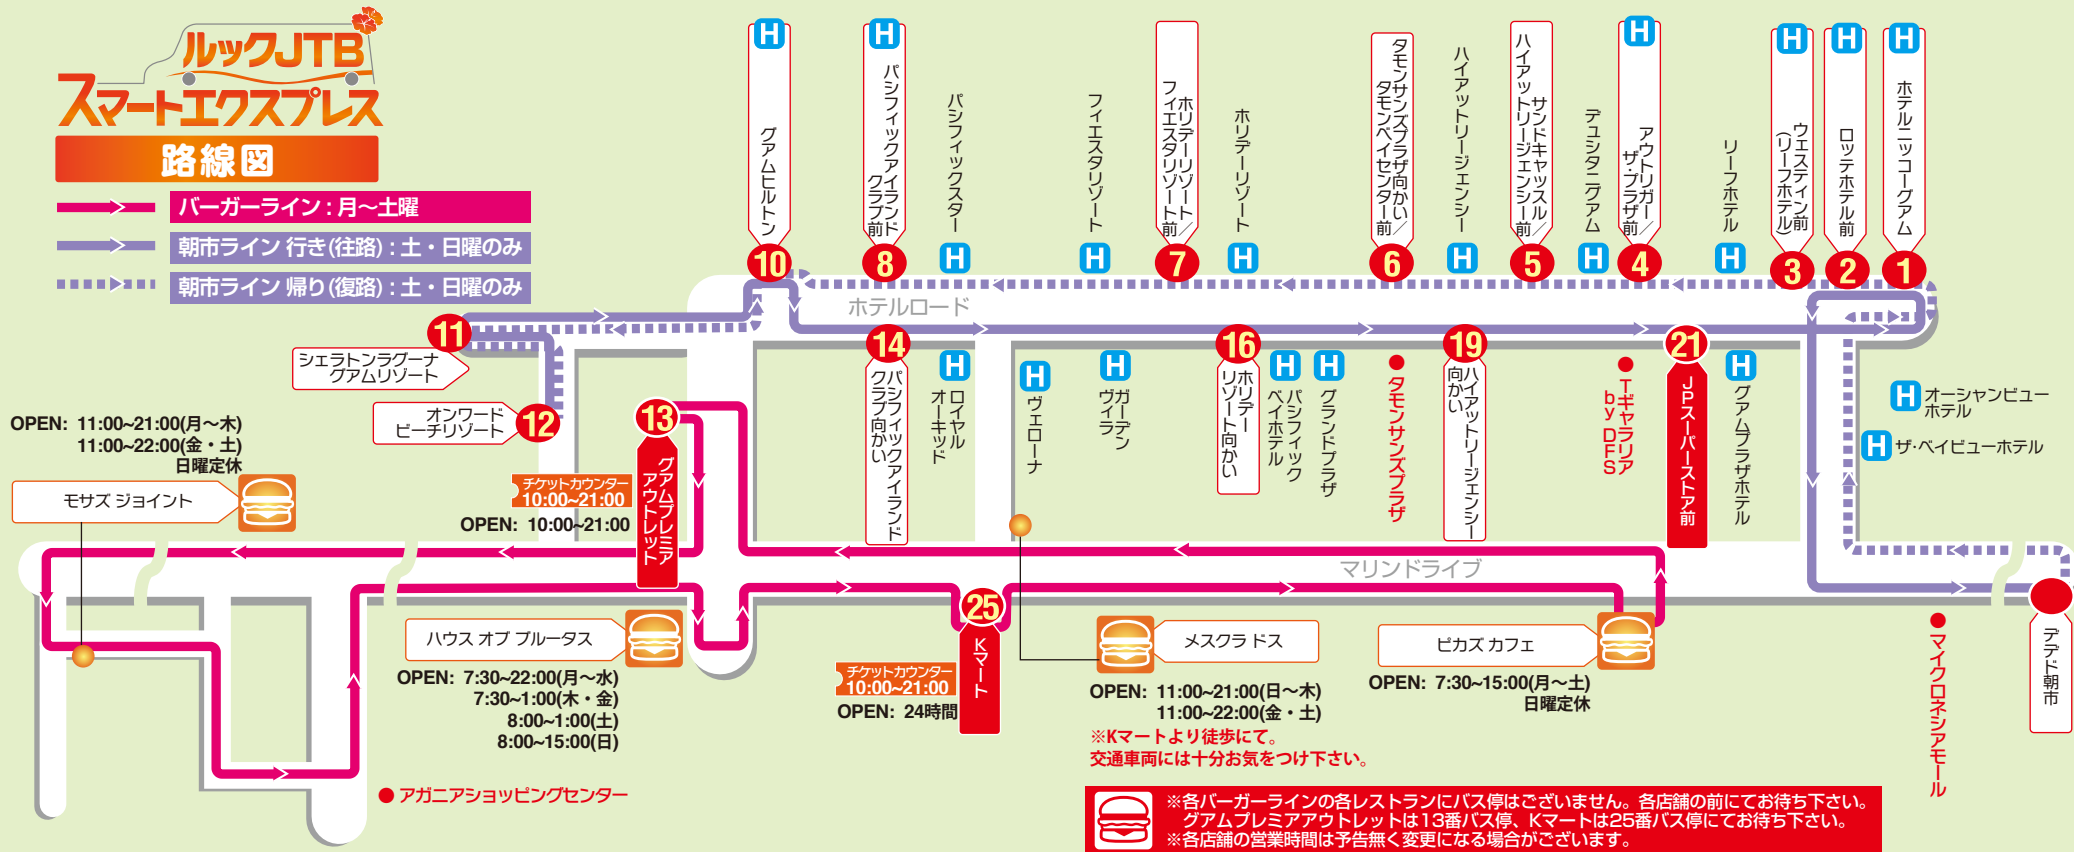 ルックJTB
スマートエクスプレス
路線図
バーガーライン : 月～土曜
朝市ライン 行き(往路) : 土・日曜のみ
朝市ライン 帰り(復路) : 土・日曜のみ
H
グアムヒルトン
10
H
パシフィックアイランド
クラブ前
8
パシフィックスター
H
フィエスタリゾート
H
ホリデーリゾート／
フィエスタリゾート前
7
ホリデーリゾート
H
タモンサンズプラザ向かい／
タモンベイセンター前
6
ハイアットリージェンシー
H
サンドキャッスル／
ハイアットリージェンシー前
5
デュシタニグアム
H
H
アウトリガー／
ザ・プラザ前
4
リーフホテル
H
H
ウェスティン前
(リーフホテル)
3
H
ロッテホテル前
2
H
ホテルニッコーグアム
1
ホテルロード
11
シェラトンラグーナ
グアムリゾート
12
オンワード
ビーチリゾート
13
グアムプレミア
アウトレット
チケットカウンター
10:00~21:00
OPEN: 10:00~21:00
14
パシフィックアイランド
クラブ向かい
H
ロイヤル
オーキッド
H
ヴェローナ
H
ガーデン
ヴィラ
16
ホリデー
リゾート向かい
H
パシフィック
ベイホテル
H
グランドプラザ
タモンサンズプラザ
19
ハイアットリージェンシー
向かい
Tギャラリア
by DFS
21
JPスーパーストア前
H
グアムプラザホテル
H
オーシャンビュー
ホテル
H
ザ・ベイビューホテル
OPEN: 11:00~21:00(月～木)
11:00~22:00(金・土)
日曜定休
モサズ ジョイント
マリンドライブ
ハウス オブ ブルータス
OPEN: 7:30~22:00(月～水)
7:30~1:00(木・金)
8:00~1:00(土)
8:00~15:00(日)
25
Kマート
チケットカウンター
10:00~21:00
OPEN: 24時間
メスクラ ドス
OPEN: 11:00~21:00(日～木)
11:00~22:00(金・土)
※Kマートより徒歩にて。
交通車両には十分お気をつけ下さい。
ピカズ カフェ
OPEN: 7:30~15:00(月～土)
日曜定休
マイクロネシアモール
デデド朝市
アガニアショッピングセンター
※各バーガーラインの各レストランにバス停はございません。各店舗の前にてお待ち下さい。
グアムプレミアアウトレットは13番バス停、Kマートは25番バス停にてお待ち下さい。
※各店舗の営業時間は予告無く変更になる場合がございます。